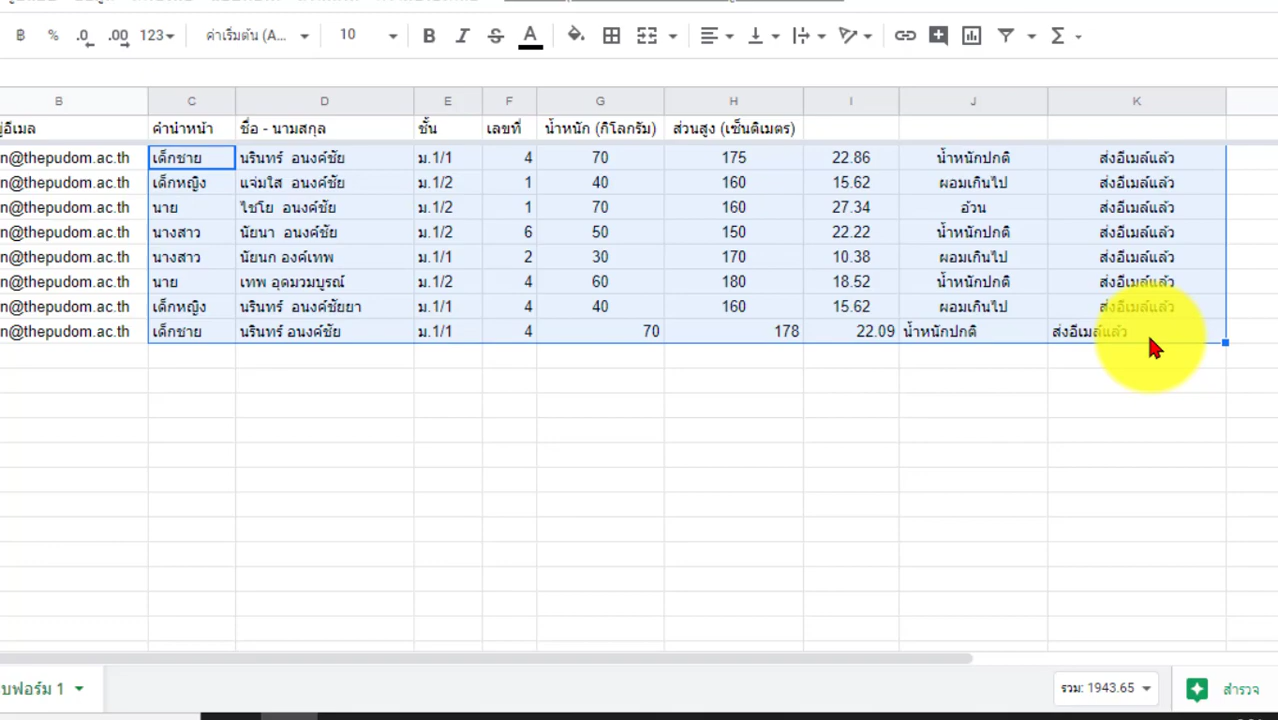 B % .0 .00 123 ค่าเริ่มต้น (A... 10 B I S A
B C D E F G H I J K
อีเมล คำนำหน้า ชื่อ - นามสกุล ชั้น เลขที่ น้ำหนัก (กิโลกรัม) ส่วนสูง (เซ็นติเมตร)
n@thepudom.ac.th เด็กชาย นรินทร์ อนงค์ชัย ม.1/1 4 70 175 22.86 น้ำหนักปกติ ส่งอีเมล์แล้ว
n@thepudom.ac.th เด็กหญิง แจ่มใส อนงค์ชัย ม.1/2 1 40 160 15.62 ผอมเกินไป ส่งอีเมล์แล้ว
n@thepudom.ac.th นาย ไชโย อนงค์ชัย ม.1/2 1 70 160 27.34 อ้วน ส่งอีเมล์แล้ว
n@thepudom.ac.th นางสาว นัยนา อนงค์ชัย ม.1/2 6 50 150 22.22 น้ำหนักปกติ ส่งอีเมล์แล้ว
n@thepudom.ac.th นางสาว นัยนก องค์เทพ ม.1/1 2 30 170 10.38 ผอมเกินไป ส่งอีเมล์แล้ว
n@thepudom.ac.th นาย เทพ อุดมวมบูรณ์ ม.1/2 4 60 180 18.52 น้ำหนักปกติ ส่งอีเมล์แล้ว
n@thepudom.ac.th เด็กหญิง นรินทร์ อนงค์ชัยยา ม.1/1 4 40 160 15.62 ผอมเกินไป ส่งอีเมล์แล้ว
n@thepudom.ac.th เด็กชาย นรินทร์ อนงค์ชัย ม.1/1 4 70 178 22.09 น้ำหนักปกติ ส่งอีเมล์แล้ว
บฟอร์ม 1 รวม: 1943.65 สำรวจ